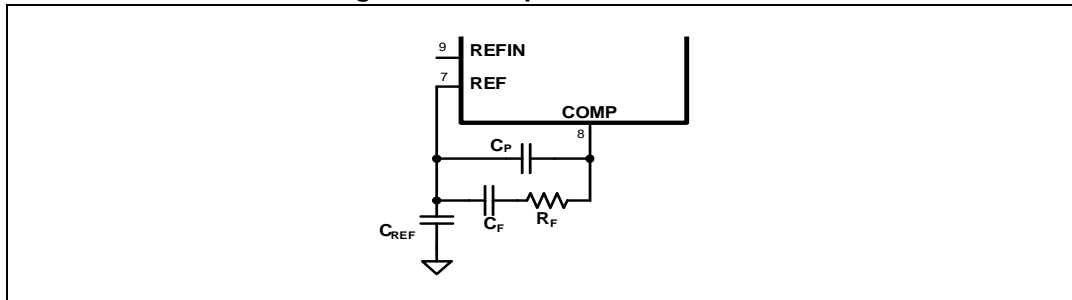 9 REFIN
7 REF
COMP
8
CP
CF RF
CREF